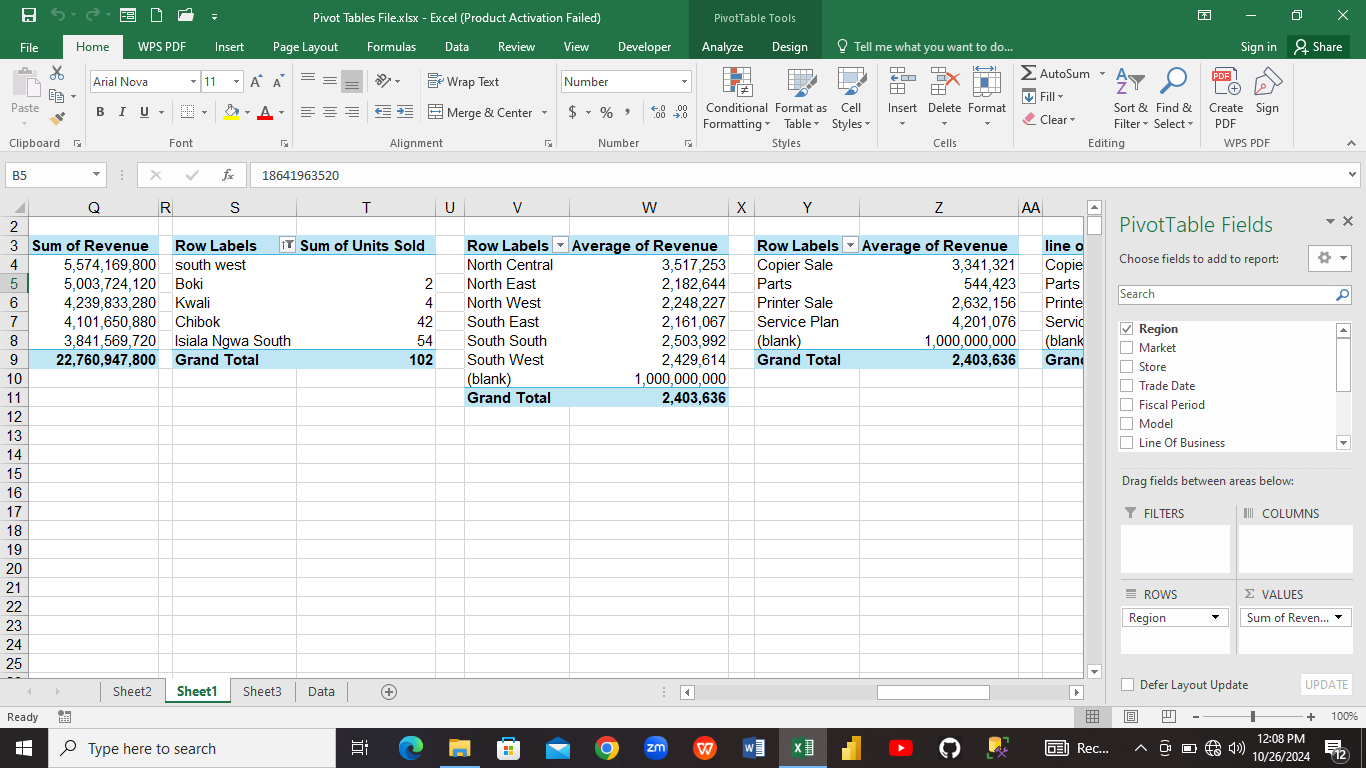 Pivot Tables File.xlsx - Excel (Product Activation Failed)
PivotTable Tools
File Home WPS PDF Insert Page Layout Formulas Data Review View Developer Analyze Design Tell me what you want to do... Sign in Share
Paste
Arial Nova 11
B I U A
Wrap Text
Merge & Center
Number
$ % ,
Conditional Formatting
Format as Table
Cell Styles
Insert Delete Format
AutoSum
Fill
Clear
Sort & Filter
Find & Select
Create PDF
Sign
Clipboard Font Alignment Number Styles Cells Editing WPS PDF
B5 fx 18641963520
Q R S T U V W X Y Z AA
2
3 Sum of Revenue Row Labels Sum of Units Sold Row Labels Average of Revenue Row Labels Average of Revenue line o
4 5,574,169,800 south west North Central 3,517,253 Copier Sale 3,341,321 Copie
5 5,003,724,120 Boki 2 North East 2,182,644 Parts 544,423 Parts
6 4,239,833,280 Kwali 4 North West 2,248,227 Printer Sale 2,632,156 Printe
7 4,101,650,880 Chibok 42 South East 2,161,067 Service Plan 4,201,076 Servic
8 3,841,569,720 Isiala Ngwa South 54 South South 2,503,992 (blank) 1,000,000,000 (blank
9 22,760,947,800 Grand Total 102 South West 2,429,614 Grand Total 2,403,636 Gran
10 (blank) 1,000,000,000
11 Grand Total 2,403,636
12
13
14
15
16
17
18
19
20
21
22
23
24
25
PivotTable Fields
Choose fields to add to report:
Search
Region
Market
Store
Trade Date
Fiscal Period
Model
Line Of Business
Drag fields between areas below:
FILTERS COLUMNS
ROWS Σ VALUES
Region Sum of Reven...
Defer Layout Update UPDATE
Sheet2 Sheet1 Sheet3 Data
Ready 100%
Type here to search
zm
Rec...
12:08 PM
10/26/2024
12